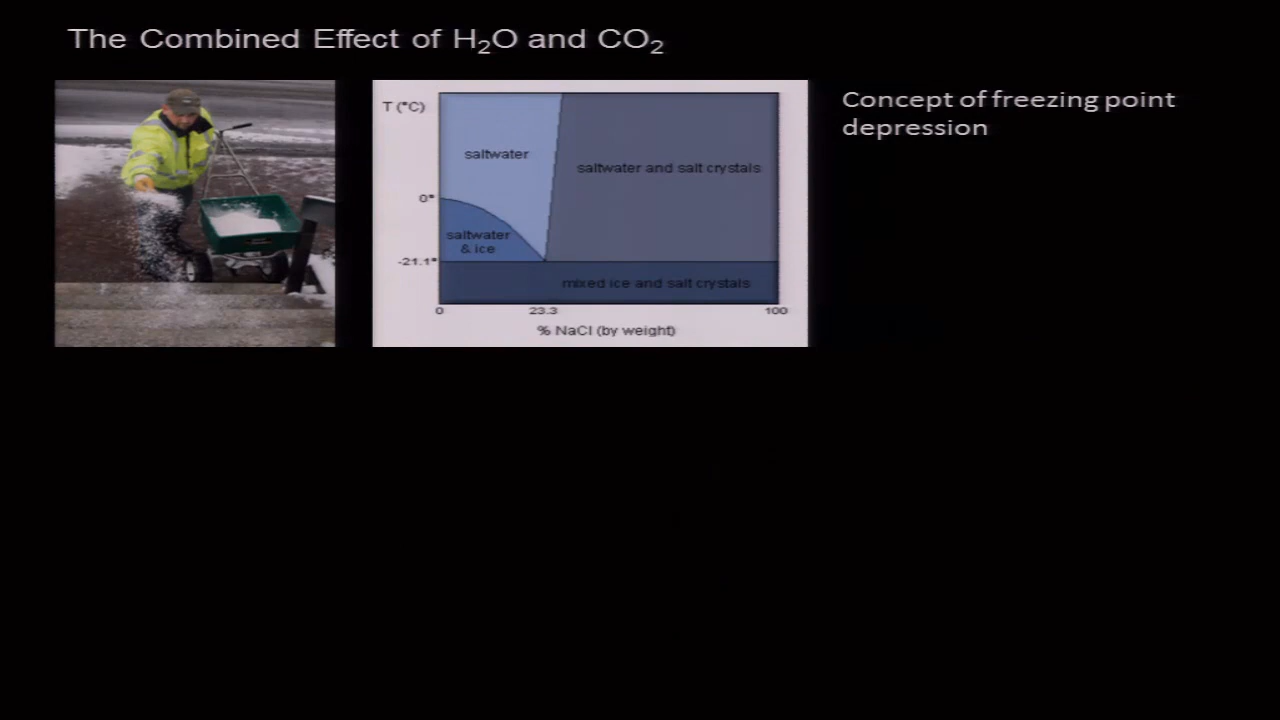 The Combined Effect of H₂O and CO₂
T (°C)
saltwater
saltwater and salt crystals
0°
saltwater
& ice
-21.1°
mixed ice and salt crystals
0
23.3
100
% NaCl (by weight)
Concept of freezing point
depression